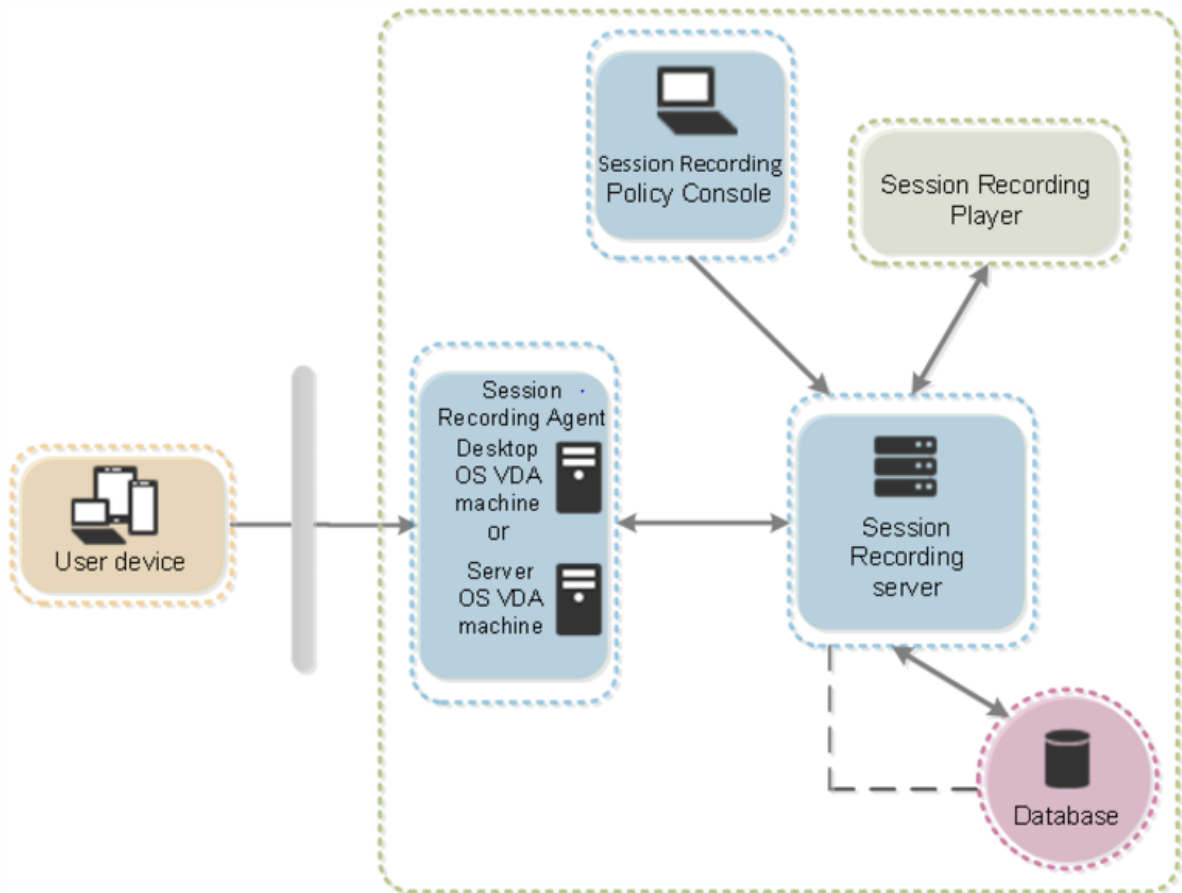 Session Recording
Policy Console
Session Recording
Player
Session
Recording Agent
Desktop
OS VDA
machine
or
Server
OS VDA
machine
User device
Session
Recording
server
Database